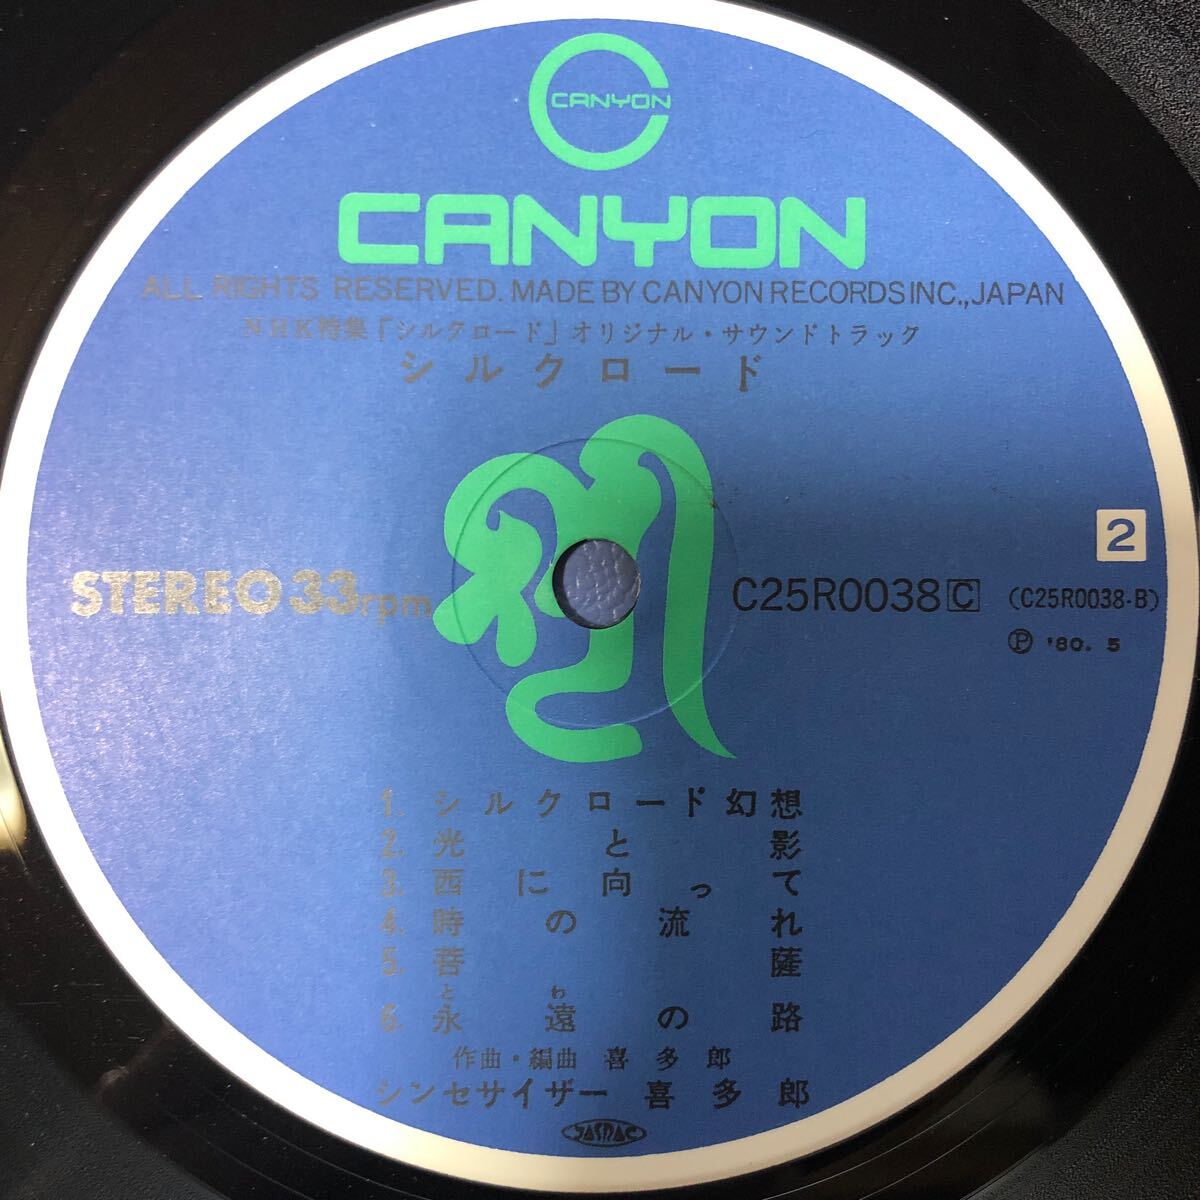 CANYON
CANYON
ALL RIGHTS RESERVED. MADE BY CANYON RECORDS INC., JAPAN
NHK特集「シルクロード」オリジナル・サウンドトラック
シルクロード
2
STEREO 33rpm
C25R0038 C (C25R0038-B)
Ⓟ '80. 5
1. シルクロード幻想
2. 光と影
3. 西に向って
4. 時の流れ
5. 菩薩
とわ
6. 永遠の路
作曲・編曲 喜多郎
シンセサイザー 喜多郎
JASRAC